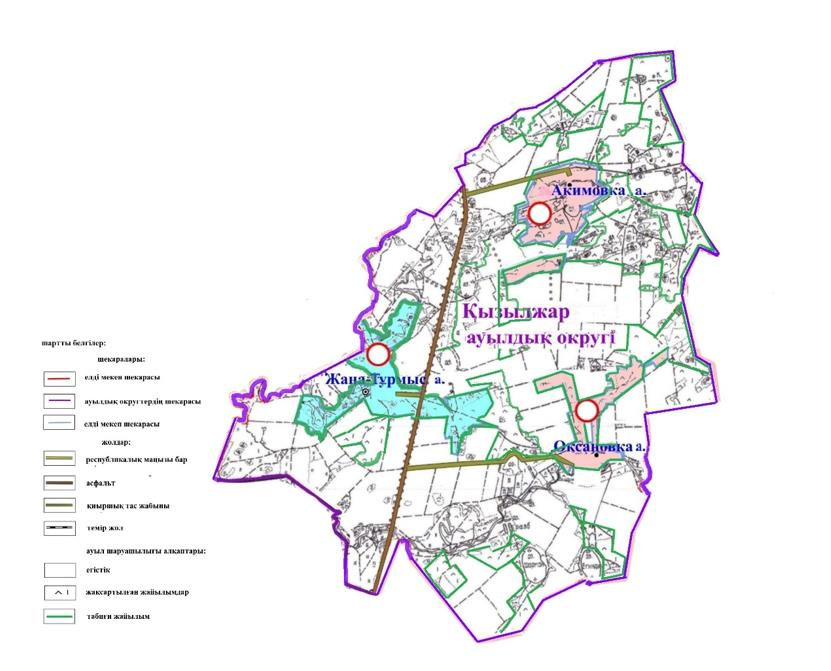 Акимовка а.
Қызылжар
ауылдық округі
Жаңа-Турмыс а.
Оксановка а.
шартты белгілер:
шекаралары:
елді мекен шекарасы
ауылдық округтердің шекарасы
елді мекен шекарасы
жолдар:
республикалық маңызы бар
асфальт
қиыршық тас жабыны
темір жол
ауыл шаруашылығы алқаптары:
егістік
жақсартылған жайылымдар
табиғи жайылым